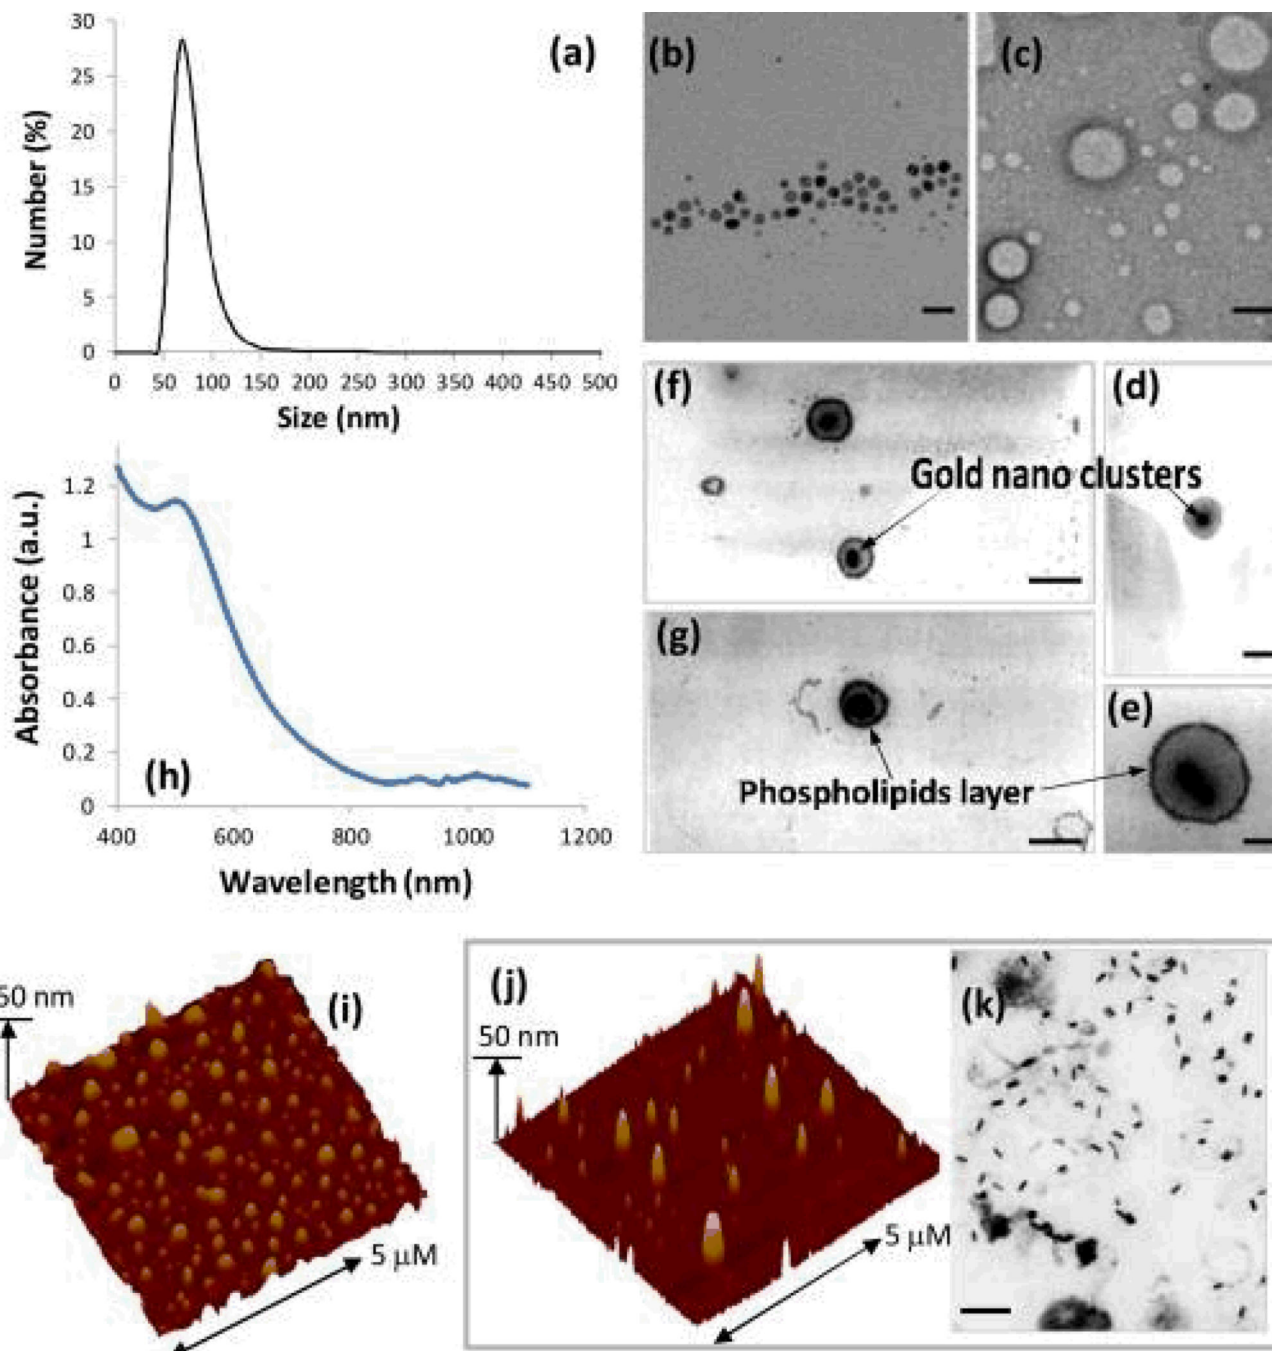 30
25
20
15
10
5
0
Number (%)
(a)
0 50 100 150 200 250 300 350 400 450 500
Size (nm)
(b)
(c)
(f)
(d)
Gold nano clusters
(g)
(e)
Phospholipids layer
1.2
1
0.8
0.6
0.4
0.2
0
Absorbance (a.u.)
(h)
400 600 800 1000 1200
Wavelength (nm)
50 nm
(i)
5 μM
(j)
50 nm
5 μM
(k)